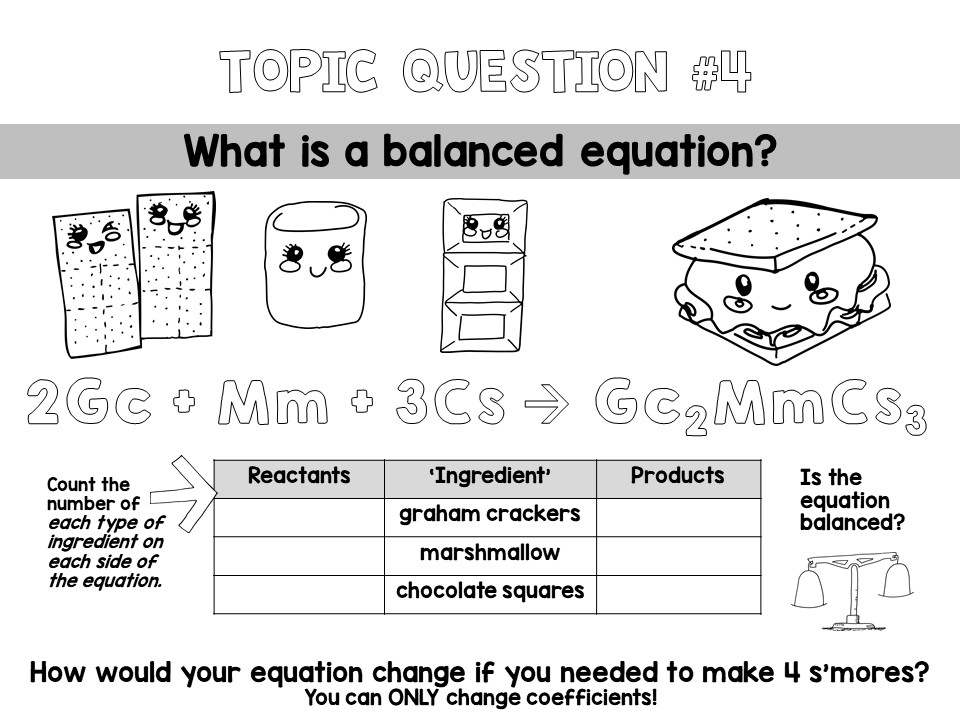 TOPIC QUESTION #4
What is a balanced equation?
2Gc + Mm + 3Cs → Gc₂MmCs₃
Count the
number of
each type of
ingredient on
each side of
the equation.
Reactants ‘Ingredient’ Products
graham crackers
marshmallow
chocolate squares
Is the
equation
balanced?
How would your equation change if you needed to make 4 s’mores?
You can ONLY change coefficients!